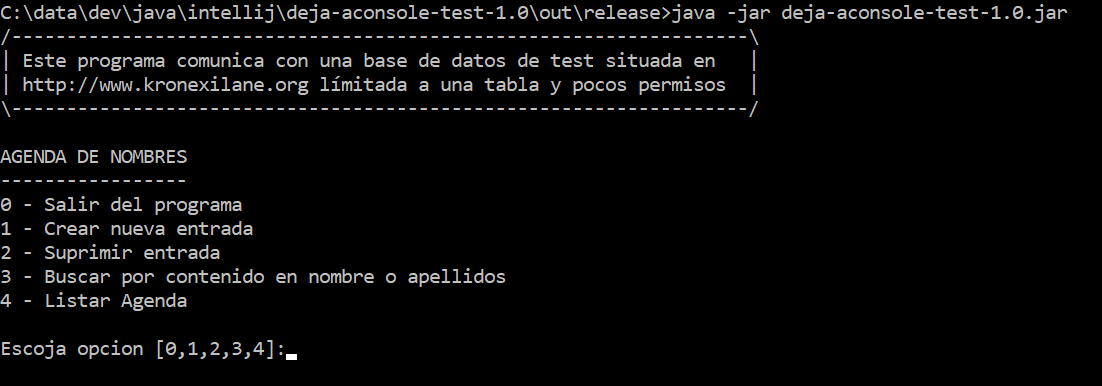 C:\data\dev\java\intellij\deja-aconsole-test-1.0\out\release>java -jar deja-aconsole-test-1.0.jar
/-------------------------------------------------------------------\
| Este programa comunica con una base de datos de test situada en   |
| http://www.kronexilane.org límitada a una tabla y pocos permisos  |
\-------------------------------------------------------------------/
AGENDA DE NOMBRES
-----------------
0 - Salir del programa
1 - Crear nueva entrada
2 - Suprimir entrada
3 - Buscar por contenido en nombre o apellidos
4 - Listar Agenda
Escoja opcion [0,1,2,3,4]: